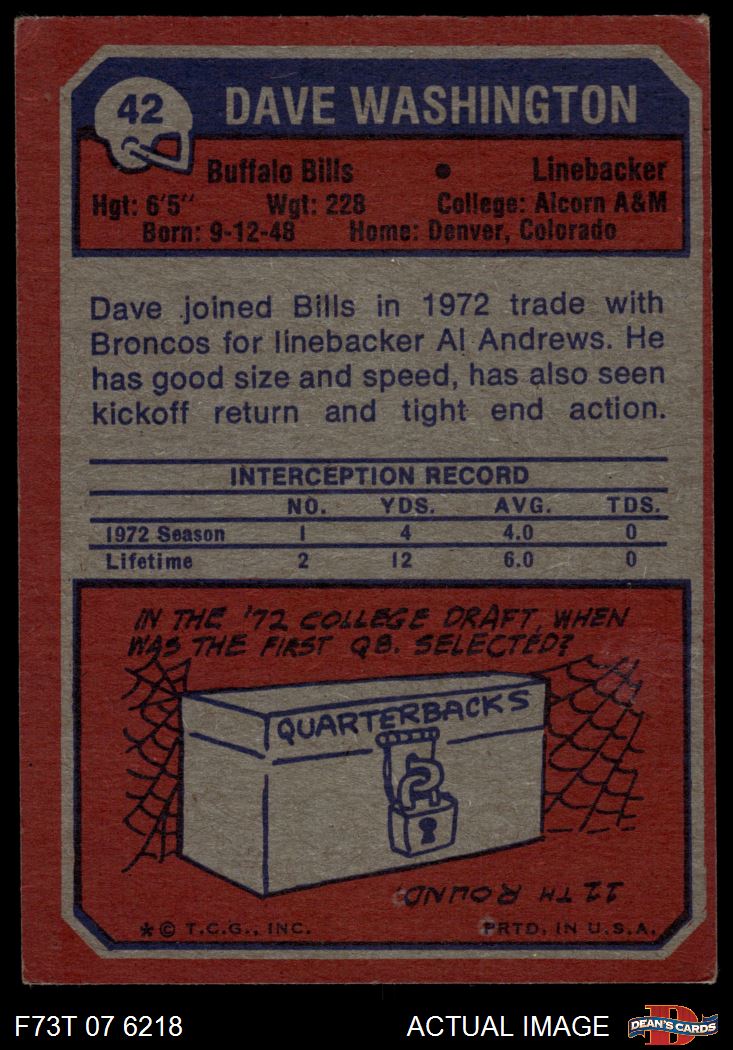 42 DAVE WASHINGTON
Buffalo Bills • Linebacker
Hgt: 6'5" Wgt: 228 College: Alcorn A&M
Born: 9-12-48 Home: Denver, Colorado
Dave joined Bills in 1972 trade with
Broncos for linebacker Al Andrews. He
has good size and speed, has also seen
kickoff return and tight end action.
INTERCEPTION RECORD
NO. YDS. AVG. TDS.
1972 Season 1 4 4.0 0
Lifetime 2 12 6.0 0
IN THE '72 COLLEGE DRAFT, WHEN
WAS THE FIRST QB. SELECTED?
QUARTERBACKS
11TH ROUND.
* © T.C.G., INC. PRTD. IN U.S.A.
F73T 07 6218 ACTUAL IMAGE D DEAN'S CARDS